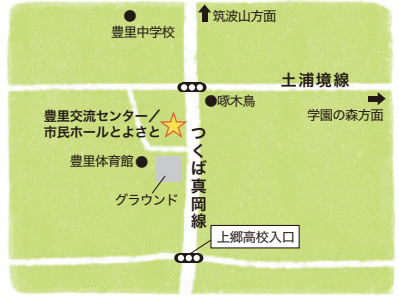 筑波山方面
豊里中学校
土浦境線
啄木鳥
学園の森方面
豊里交流センター／
市民ホールとよさと
つくば真岡線
豊里体育館
グラウンド
上郷高校入口